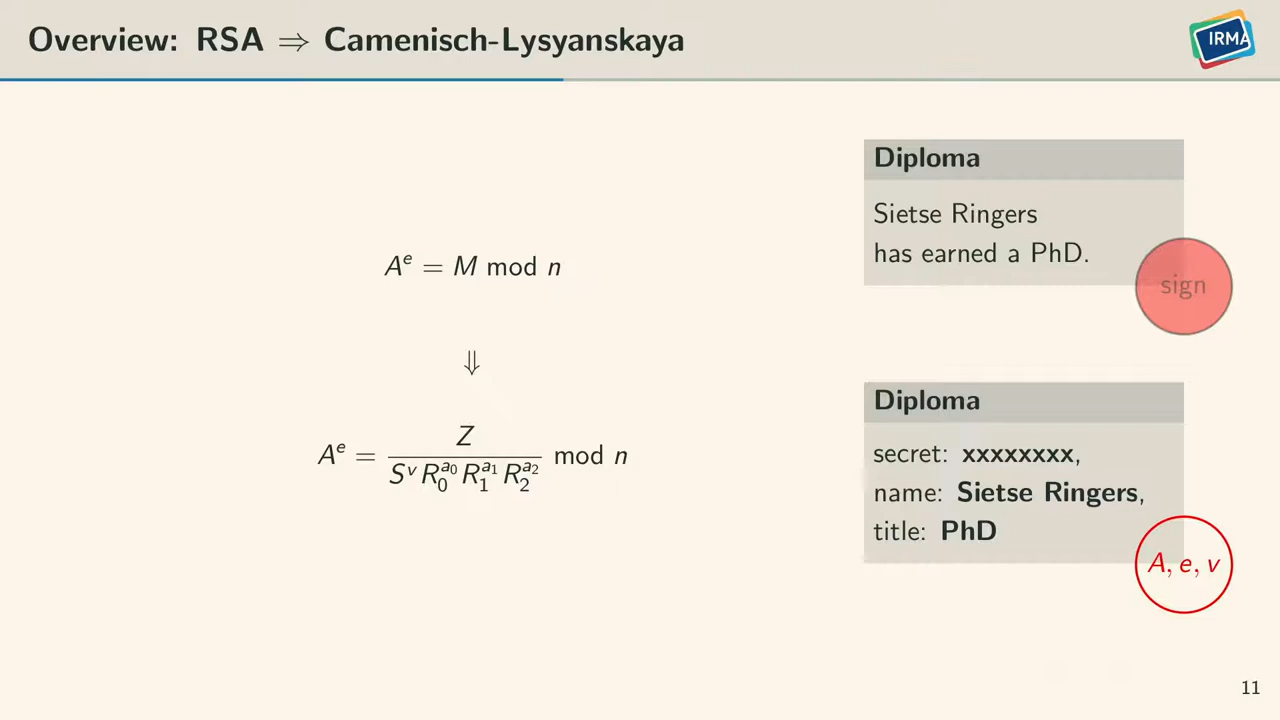 Overview: RSA ⇒ Camenisch-Lysyanskaya
IRMA
A^e = M mod n
⇓
A^e = Z / (S^v R_0^{a_0} R_1^{a_1} R_2^{a_2}) mod n
Diploma
Sietse Ringers
has earned a PhD.
sign
Diploma
secret: xxxxxxxx,
name: Sietse Ringers,
title: PhD
A, e, v
11